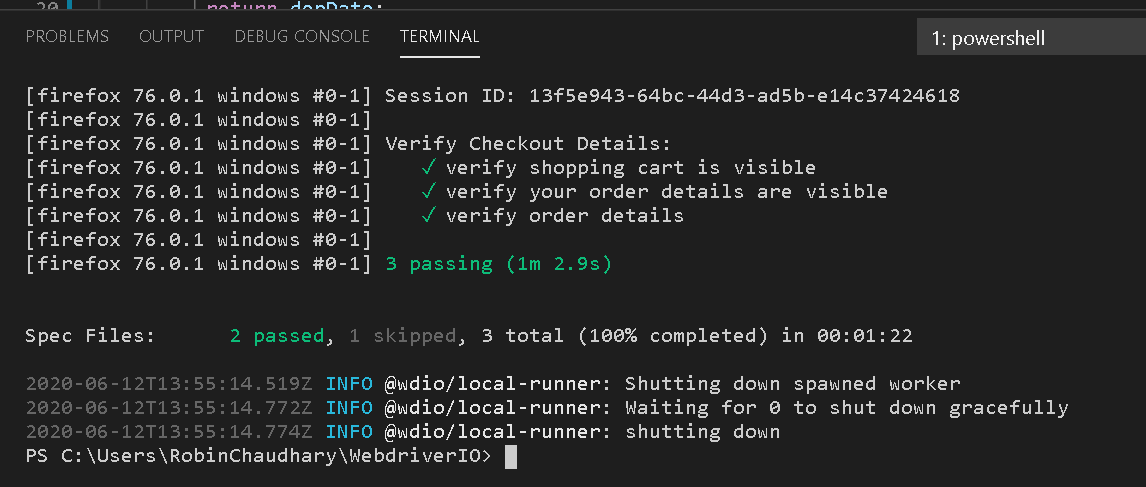 20 return depDate;
PROBLEMS OUTPUT DEBUG CONSOLE TERMINAL 1: powershell
[firefox 76.0.1 windows #0-1] Session ID: 13f5e943-64bc-44d3-ad5b-e14c37424618
[firefox 76.0.1 windows #0-1]
[firefox 76.0.1 windows #0-1] Verify Checkout Details:
[firefox 76.0.1 windows #0-1] ✓ verify shopping cart is visible
[firefox 76.0.1 windows #0-1] ✓ verify your order details are visible
[firefox 76.0.1 windows #0-1] ✓ verify order details
[firefox 76.0.1 windows #0-1]
[firefox 76.0.1 windows #0-1] 3 passing (1m 2.9s)
Spec Files: 2 passed, 1 skipped, 3 total (100% completed) in 00:01:22
2020-06-12T13:55:14.519Z INFO @wdio/local-runner: Shutting down spawned worker
2020-06-12T13:55:14.772Z INFO @wdio/local-runner: Waiting for 0 to shut down gracefully
2020-06-12T13:55:14.774Z INFO @wdio/local-runner: shutting down
PS C:\Users\RobinChaudhary\WebdriverIO>